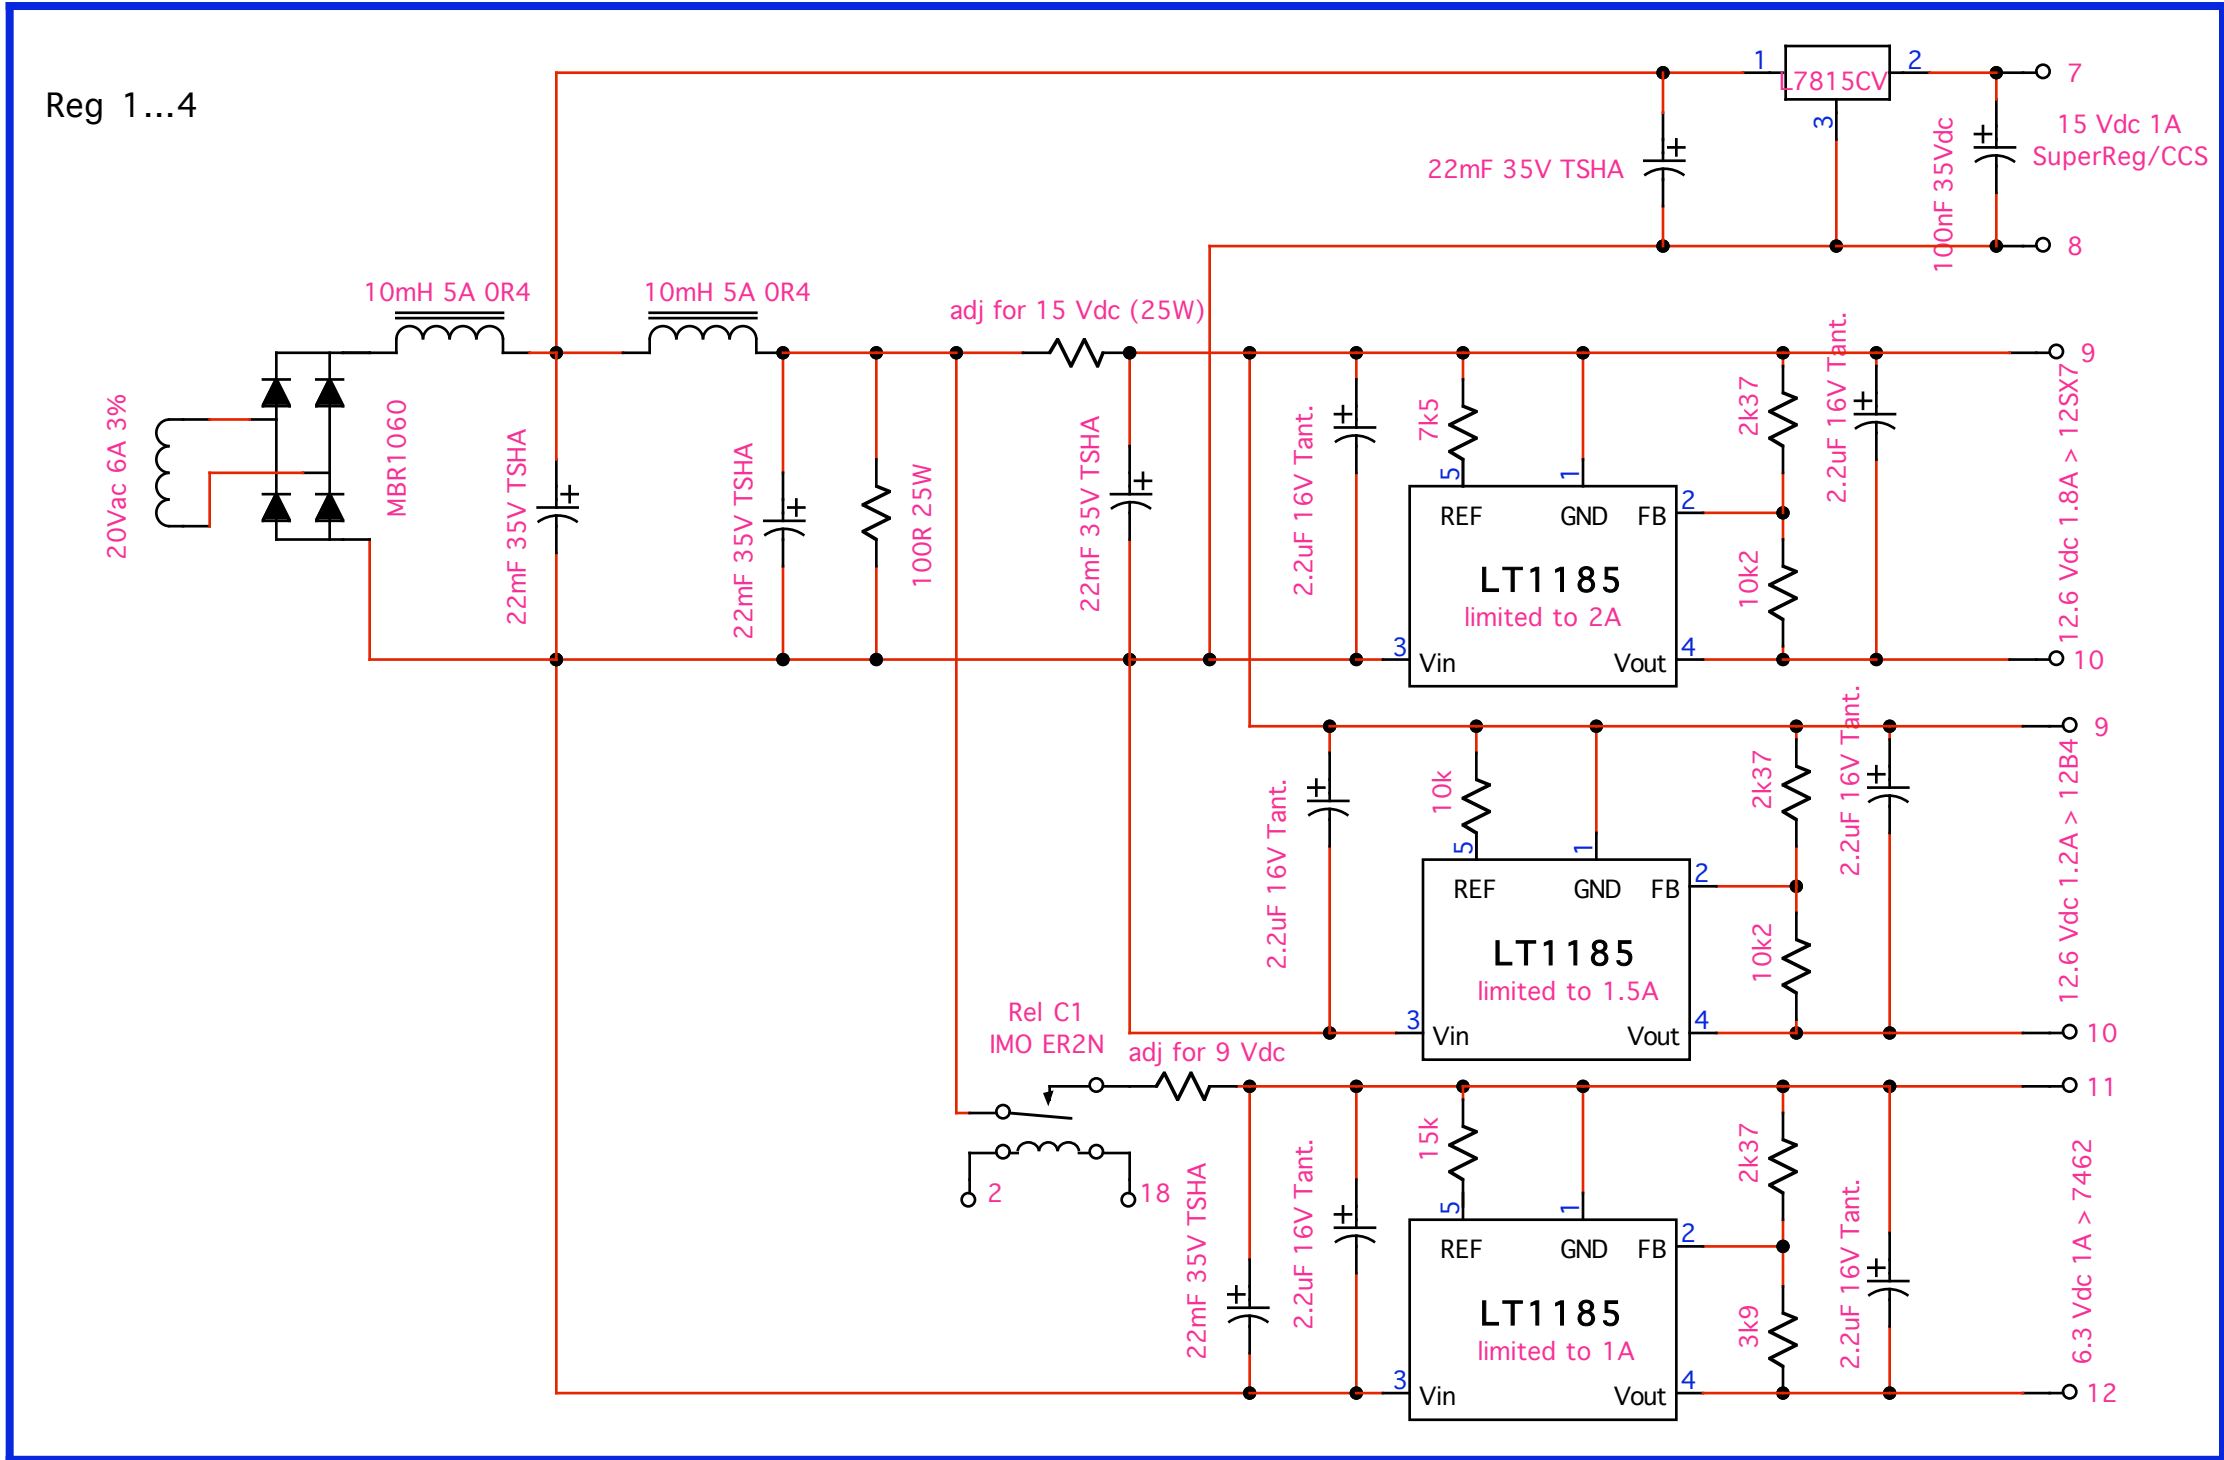 Reg 1...4
1
L7815CV
2
7
3
15 Vdc 1A
SuperReg/CCS
22mF 35V TSHA
100nF 35Vdc
8
10mH 5A 0R4
10mH 5A 0R4
adj for 15 Vdc (25W)
20Vac 6A 3%
MBR1060
22mF 35V TSHA
22mF 35V TSHA
100R 25W
22mF 35V TSHA
2.2uF 16V Tant.
7k5
5
1
2k37
2.2uF 16V Tant.
9
REF
GND
FB
2
LT1185
limited to 2A
10k2
3
Vin
Vout
4
10
12.6 Vdc 1.8A > 12SX7
2.2uF 16V Tant.
10k
5
1
2k37
2.2uF 16V Tant.
9
REF
GND
FB
2
LT1185
limited to 1.5A
10k2
3
Vin
Vout
4
10
12.6 Vdc 1.2A > 12B4
Rel C1
IMO ER2N
adj for 9 Vdc
2
18
22mF 35V TSHA
2.2uF 16V Tant.
15k
5
1
2k37
2.2uF 16V Tant.
11
REF
GND
FB
2
LT1185
limited to 1A
3k9
3
Vin
Vout
4
12
6.3 Vdc 1A > 7462